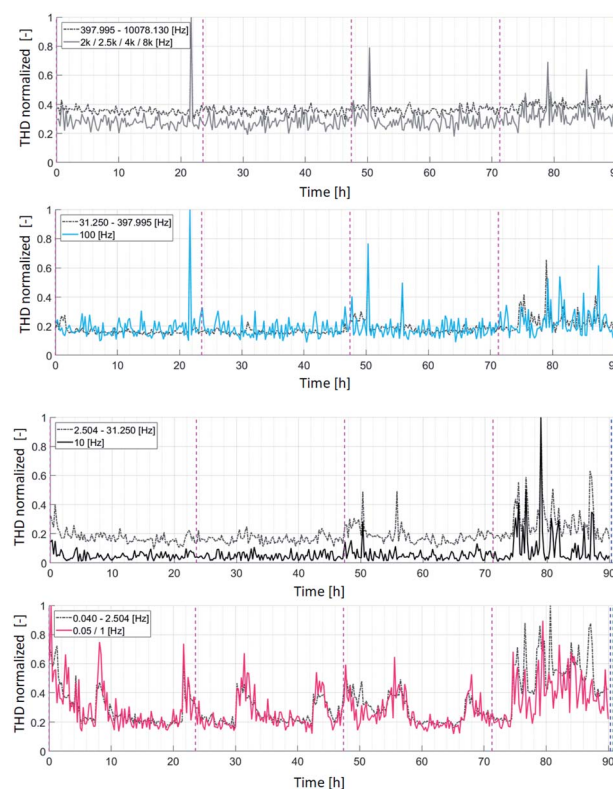 THD normalized [-]
1
0.8
0.6
0.4
0.2
0
397.995 - 10078.130 [Hz]
2k / 2.5k / 4k / 8k [Hz]
0 10 20 30 40 50 60 70 80 90
Time [h]
THD normalized [-]
1
0.8
0.6
0.4
0.2
0
31.250 - 397.995 [Hz]
100 [Hz]
0 10 20 30 40 50 60 70 80 90
Time [h]
THD normalized [-]
1
0.8
0.6
0.4
0.2
0
2.504 - 31.250 [Hz]
10 [Hz]
0 10 20 30 40 50 60 70 80 90
Time [h]
THD normalized [-]
1
0.8
0.6
0.4
0.2
0
0.040 - 2.504 [Hz]
0.05 / 1 [Hz]
0 10 20 30 40 50 60 70 80 90
Time [h]